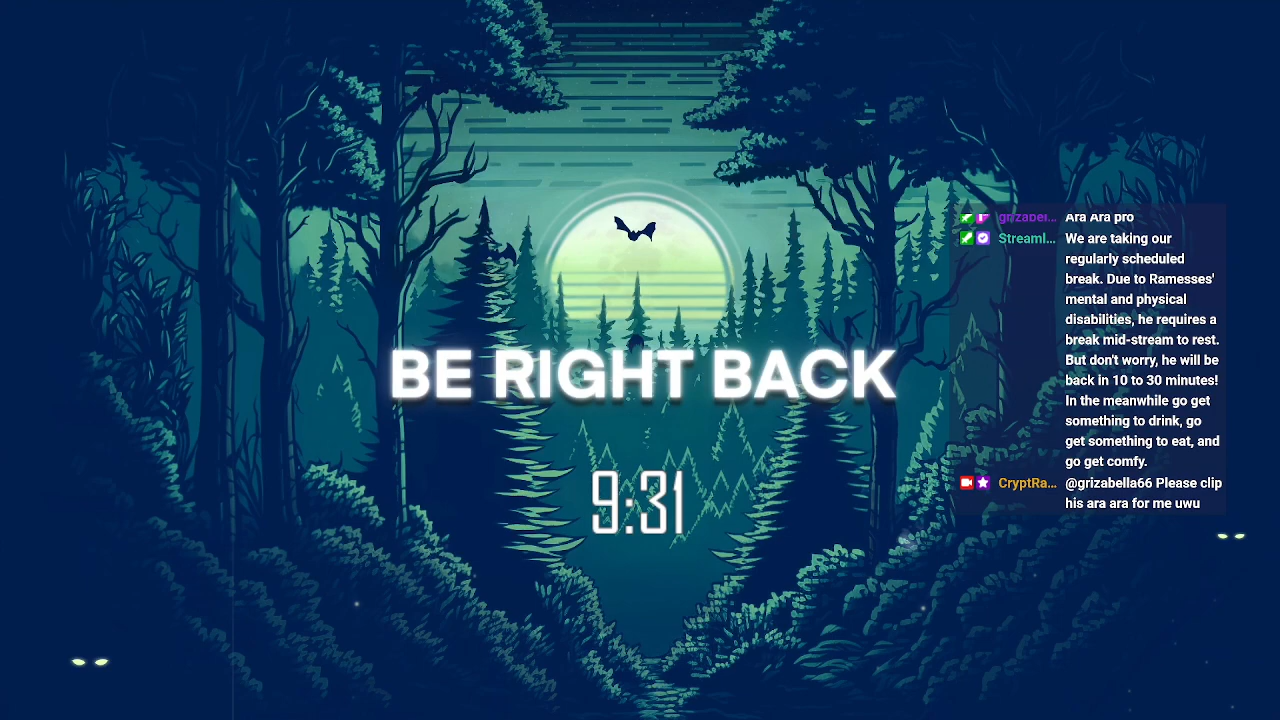 BE RIGHT BACK
9:31
grizabel... Ara Ara pro
Streaml... We are taking our
regularly scheduled
break. Due to Ramesses'
mental and physical
disabilities, he requires a
break mid-stream to rest.
But don't worry, he will be
back in 10 to 30 minutes!
In the meanwhile go get
something to drink, go
get something to eat, and
go get comfy.
CryptRa... @grizabella66 Please clip
his ara ara for me uwu